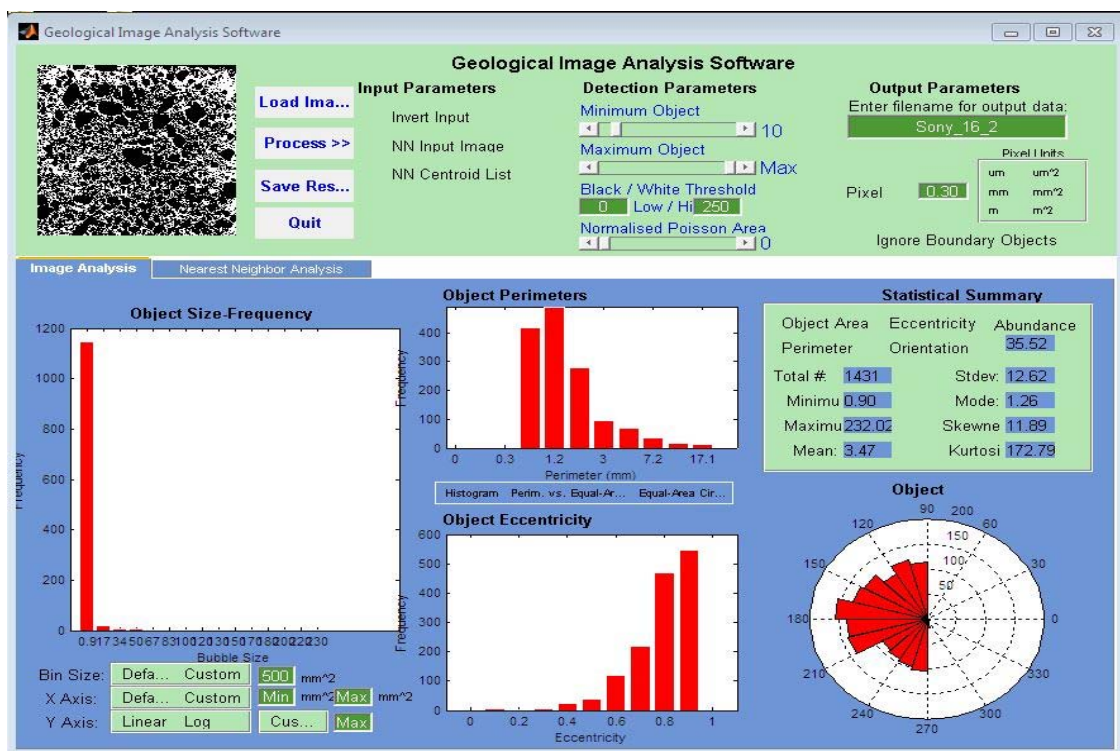 Geological Image Analysis Software
Geological Image Analysis Software
Load Ima...
Process >>
Save Res...
Quit
Input Parameters
Invert Input
NN Input Image
NN Centroid List
Detection Parameters
Minimum Object
10
Maximum Object
Max
Black / White Threshold
0 Low / Hi 250
Normalised Poisson Area
0
Output Parameters
Enter filename for output data:
Sony_16_2
Pixel 0.30
Pixel Units
um um^2
mm mm^2
m m^2
Ignore Boundary Objects
Image Analysis Nearest Neighbor Analysis
Object Size-Frequency
1200
1000
800
600
400
200
0
Frequency
Bubble Size
Bin Size: Defa... Custom 500 mm^2
X Axis: Defa... Custom Min mm^2 Max mm^2
Y Axis: Linear Log Cus... Max
Object Perimeters
400
300
200
100
0
Frequency
0 0.3 1.2 3 7.2 17.1
Perimeter (mm)
Histogram Perim. vs. Equal-Ar... Equal-Area Cir...
Object Eccentricity
600
500
400
300
200
100
0
Frequency
0 0.2 0.4 0.6 0.8 1
Eccentricity
Statistical Summary
Object Area Eccentricity Abundance
Perimeter Orientation 35.52
Total #: 1431 Stdev: 12.62
Minimu 0.90 Mode: 1.26
Maximu 232.02 Skewne 11.89
Mean: 3.47 Kurtosi 172.79
Object
90
120 200 60
150
150 100 30
50
180 0
210 330
240 300
270